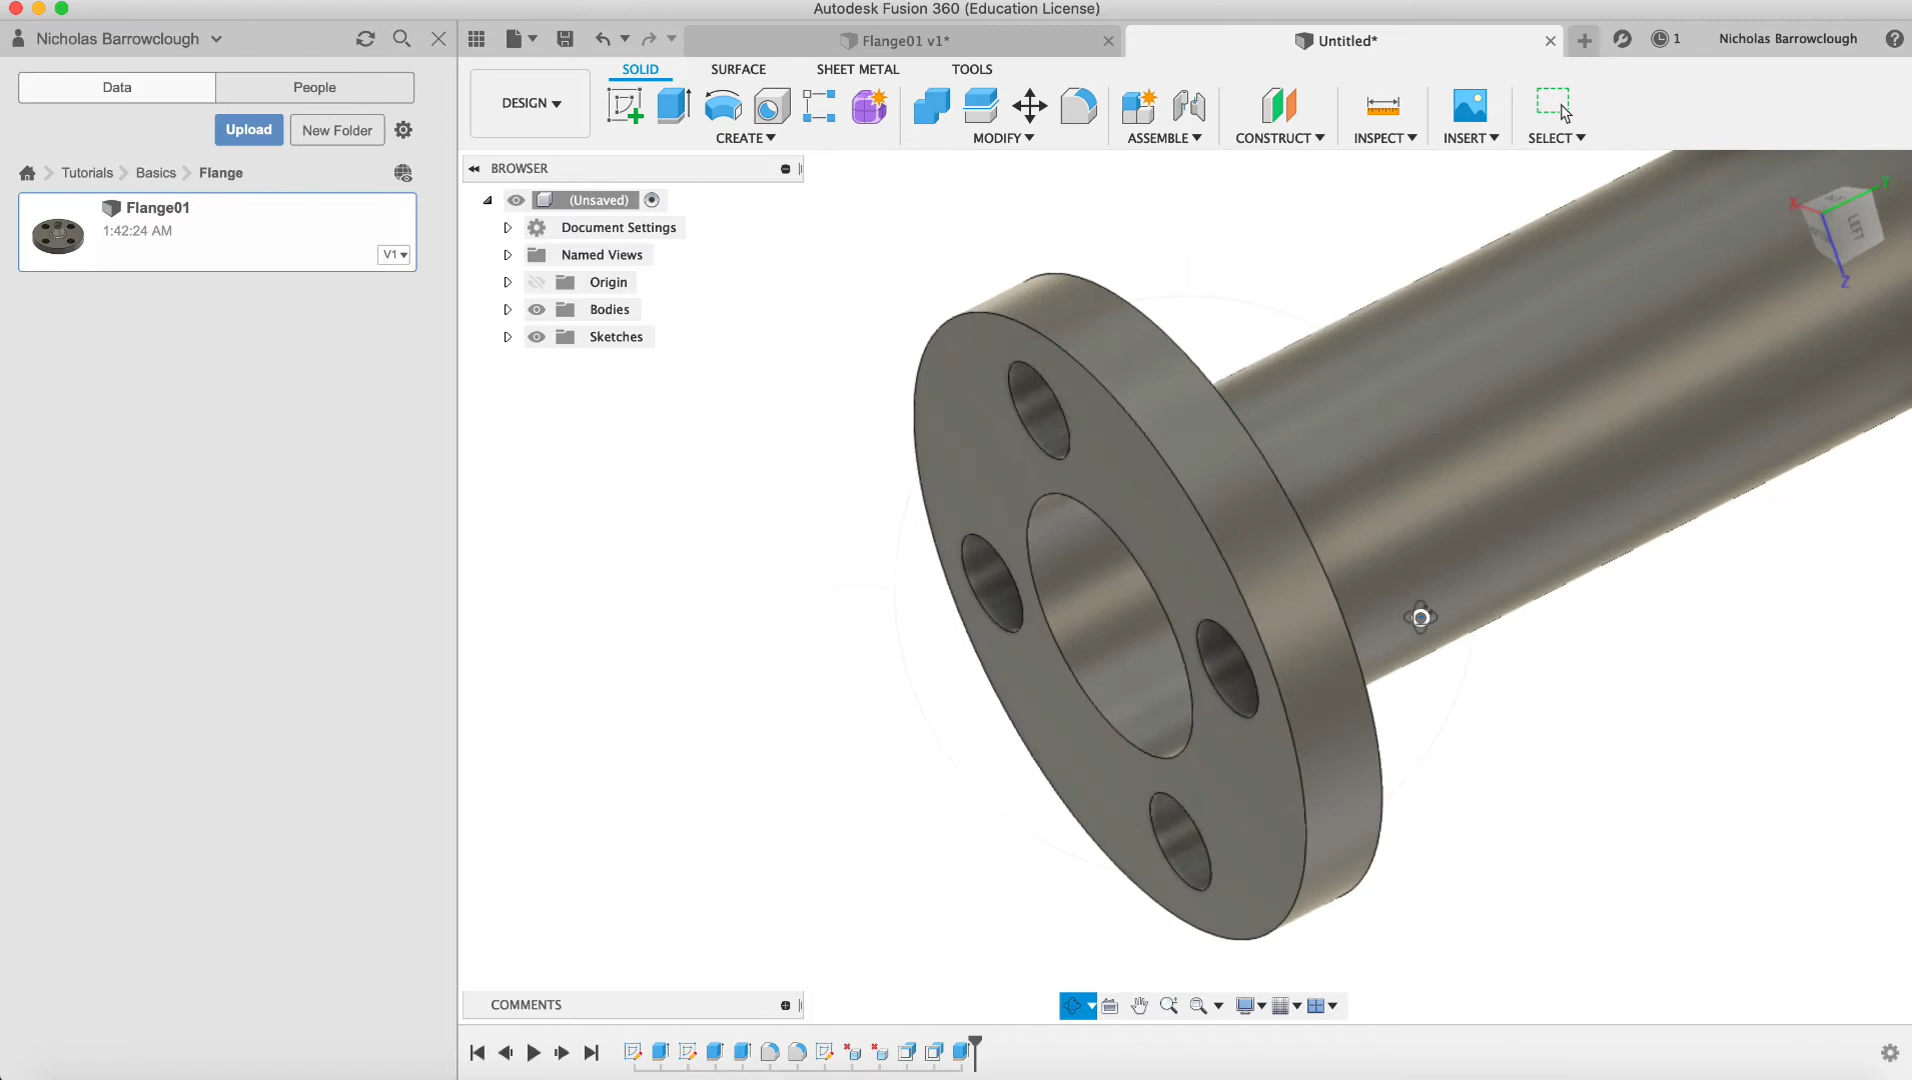 Autodesk Fusion 360 (Education License)
Nicholas Barrowclough
Flange01 v1*
Untitled*
1
Nicholas Barrowclough
Data
People
Upload
New Folder
Tutorials
Basics
Flange
Flange01
1:42:24 AM
V1
SOLID
SURFACE
SHEET METAL
TOOLS
DESIGN
CREATE
MODIFY
ASSEMBLE
CONSTRUCT
INSPECT
INSERT
SELECT
BROWSER
(Unsaved)
Document Settings
Named Views
Origin
Bodies
Sketches
X
Y
Z
LEFT
COMMENTS